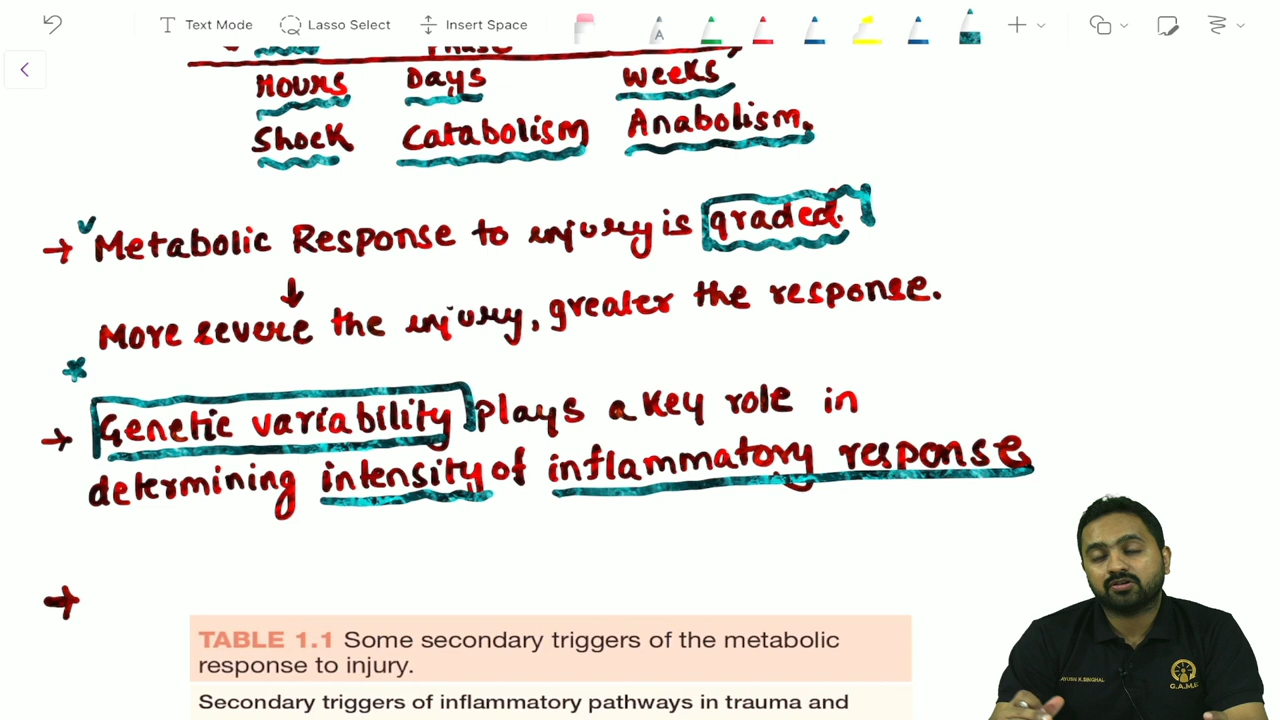 Text Mode Lasso Select Insert Space
Phase
Hours Days Weeks
Shock Catabolism Anabolism.
→ Metabolic Response to injury is graded.
↓
More severe the injury, greater the response.
→ Genetic variability plays a key role in
determining intensity of inflammatory response
→
TABLE 1.1 Some secondary triggers of the metabolic
response to injury.
Secondary triggers of inflammatory pathways in trauma and
G.A.M.E